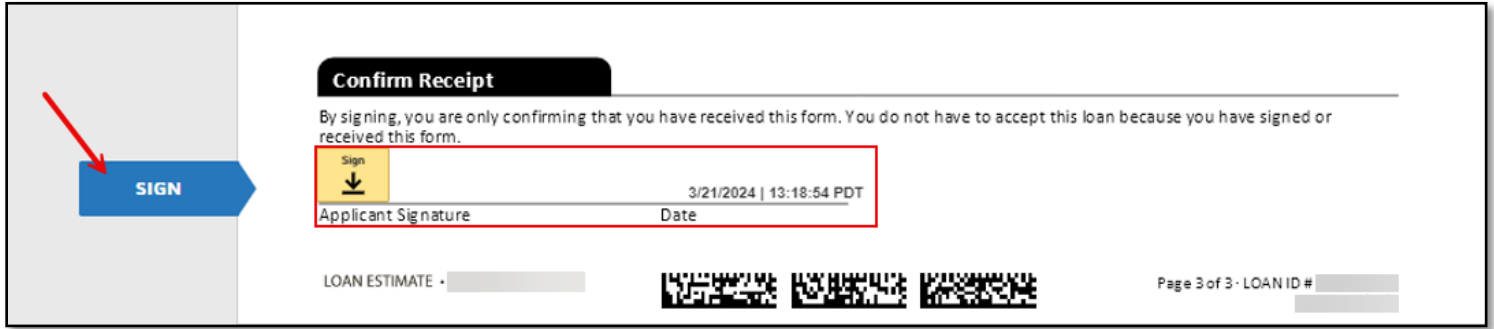 Confirm Receipt
By signing, you are only confirming that you have received this form. You do not have to accept this loan because you have signed or
received this form.
Sign
SIGN
3/21/2024 | 13:18:54 PDT
Applicant Signature Date
LOAN ESTIMATE •
Page 3 of 3 · LOAN ID #